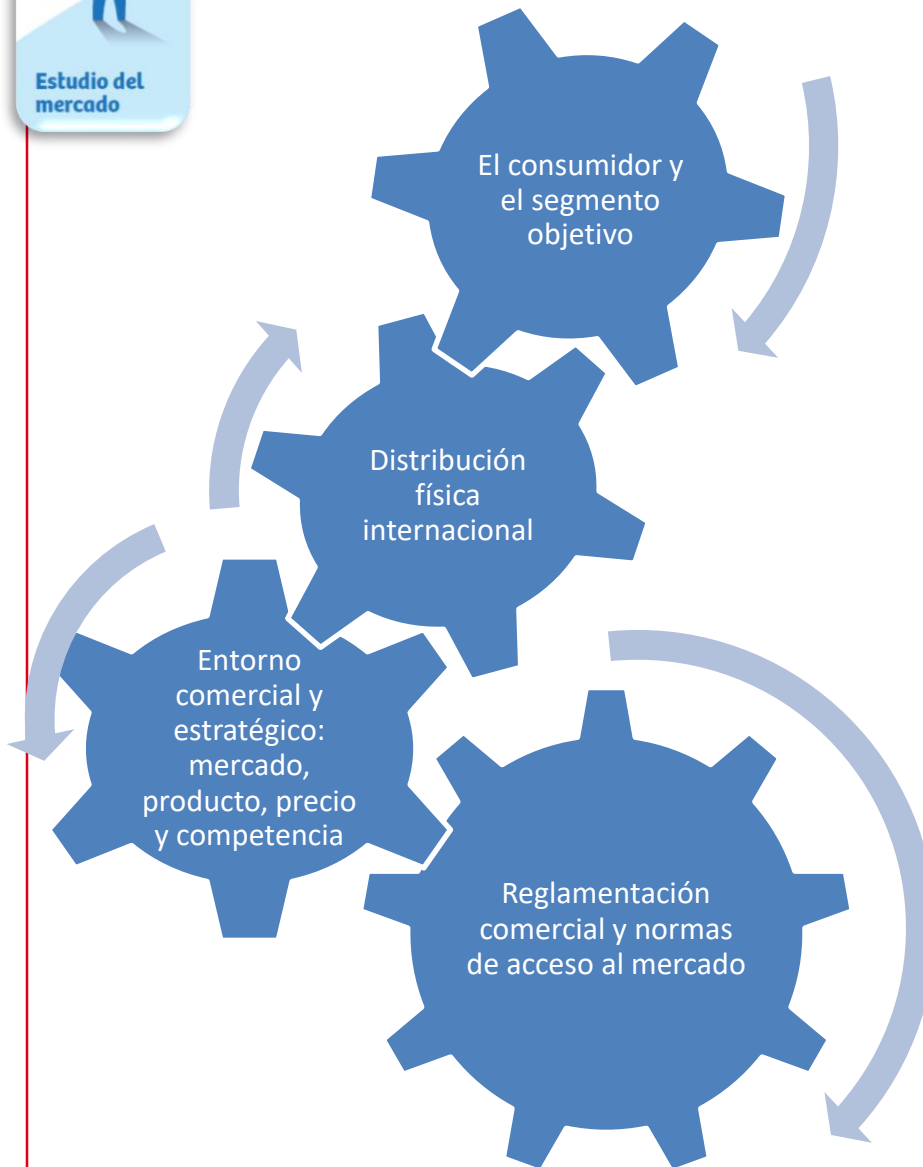 Estudio del
mercado
El consumidor y
el segmento
objetivo
Distribución
física
internacional
Entorno
comercial y
estratégico:
mercado,
producto, precio
y competencia
Reglamentación
comercial y normas
de acceso al mercado